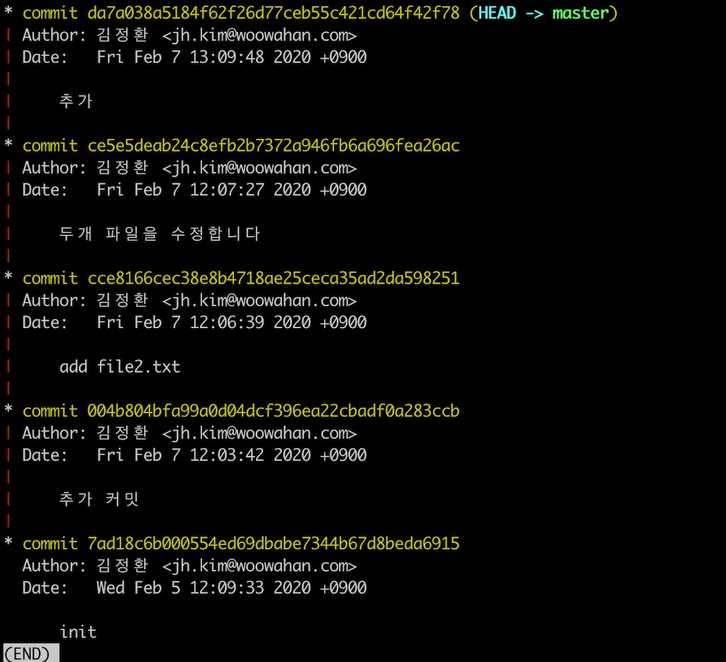 * commit da7a038a5184f62f26d77ceb55c421cd64f42f78 (HEAD -> master)
| Author: 김정환 <jh.kim@woowahan.com>
| Date:   Fri Feb 7 13:09:48 2020 +0900
|
|     추가
|
* commit ce5e5deab24c8efb2b7372a946fb6a696fea26ac
| Author: 김정환 <jh.kim@woowahan.com>
| Date:   Fri Feb 7 12:07:27 2020 +0900
|
|     두개 파일을 수정합니다
|
* commit cce8166cec38e8b4718ae25ceca35ad2da598251
| Author: 김정환 <jh.kim@woowahan.com>
| Date:   Fri Feb 7 12:06:39 2020 +0900
|
|     add file2.txt
|
* commit 004b804bfa99a0d04dcf396ea22cbadf0a283ccb
| Author: 김정환 <jh.kim@woowahan.com>
| Date:   Fri Feb 7 12:03:42 2020 +0900
|
|     추가 커밋
|
* commit 7ad18c6b000554ed69dbabe7344b67d8beda6915
  Author: 김정환 <jh.kim@woowahan.com>
  Date:   Wed Feb 5 12:09:33 2020 +0900

      init
(END)